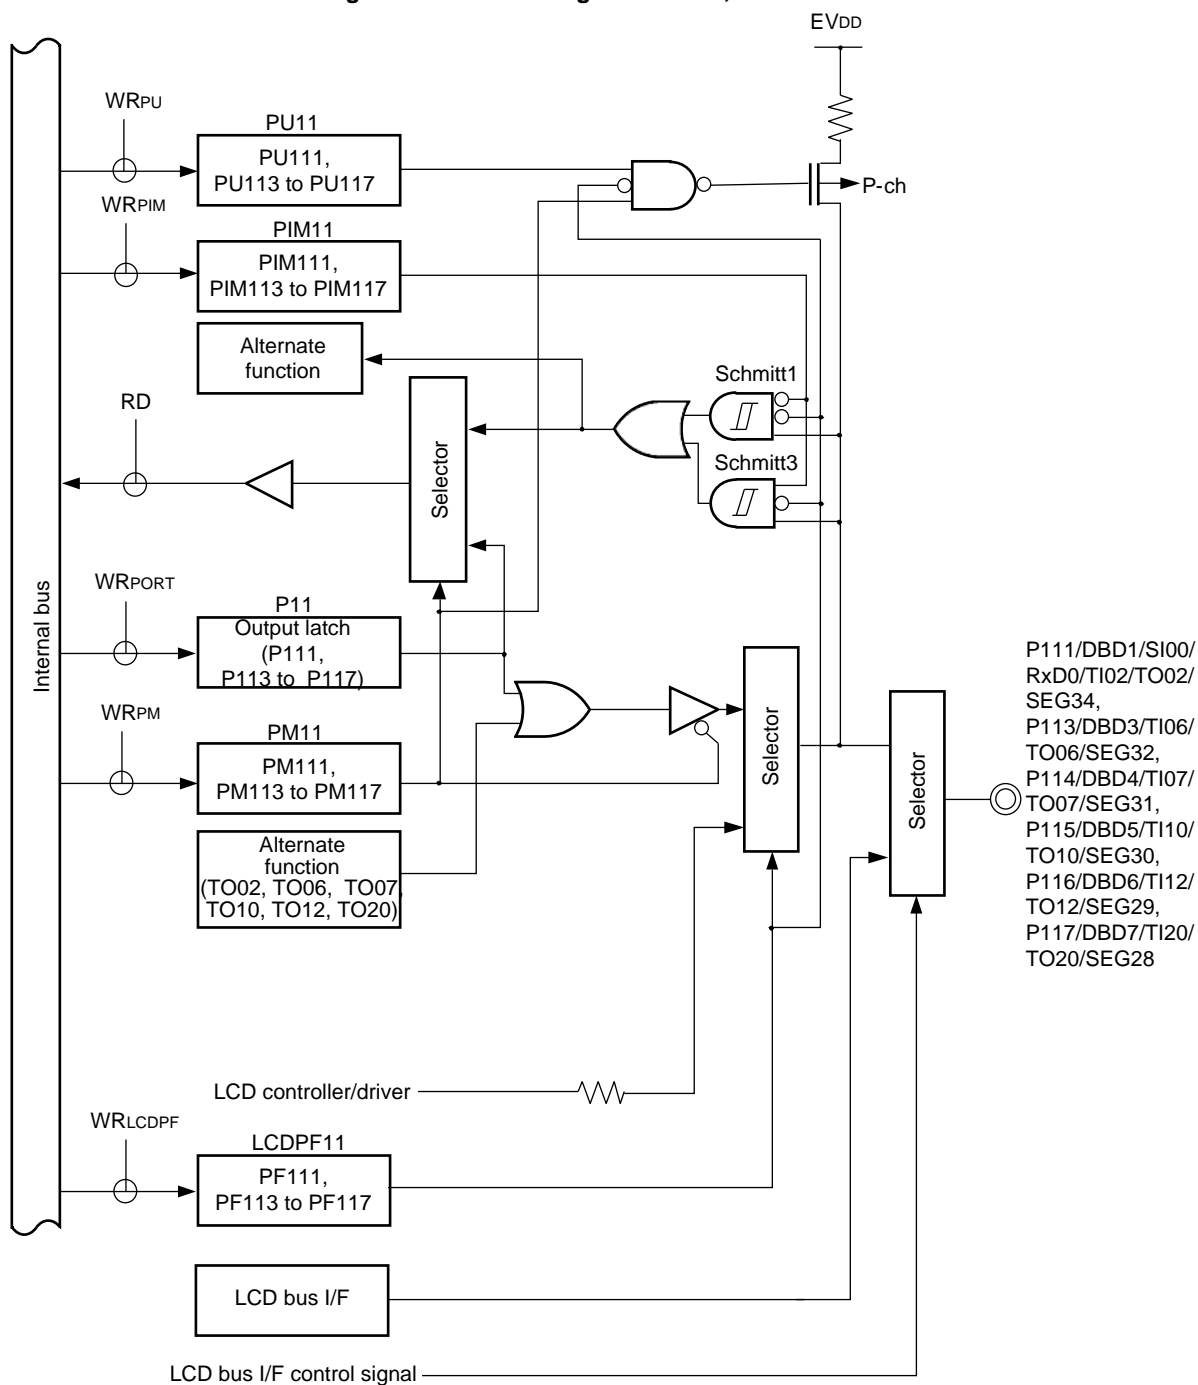 EVDD
WRPU
PU11
PU111,
PU113 to PU117
P-ch
WRPIM
PIM11
PIM111,
PIM113 to PIM117
Alternate
function
Schmitt1
RD
Selector
Schmitt3
Internal bus
WRPORT
P11
Output latch
(P111,
P113 to P117)
WRPM
PM11
PM111,
PM113 to PM117
Selector
Selector
Alternate
function
(TO02, TO06, TO07,
TO10, TO12, TO20)
P111/DBD1/SI00/
RxD0/TI02/TO02/
SEG34,
P113/DBD3/TI06/
TO06/SEG32,
P114/DBD4/TI07/
TO07/SEG31,
P115/DBD5/TI10/
TO10/SEG30,
P116/DBD6/TI12/
TO12/SEG29,
P117/DBD7/TI20/
TO20/SEG28
LCD controller/driver
WRLCDPF
LCDPF11
PF111,
PF113 to PF117
LCD bus I/F
LCD bus I/F control signal